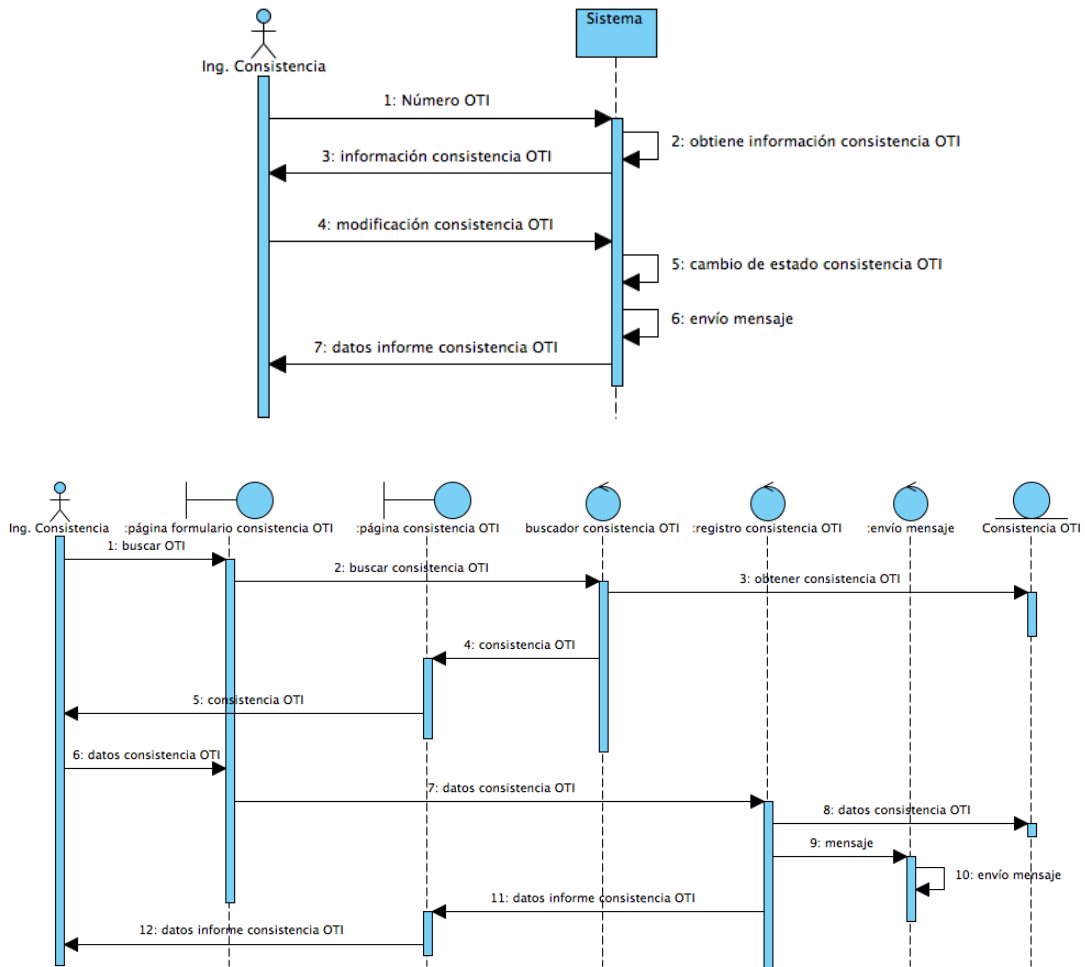 Sistema
Ing. Consistencia
1: Número OTI
2: obtiene información consistencia OTI
3: información consistencia OTI
4: modificación consistencia OTI
5: cambio de estado consistencia OTI
6: envío mensaje
7: datos informe consistencia OTI
Ing. Consistencia
:página formulario consistencia OTI
:página consistencia OTI
buscador consistencia OTI
:registro consistencia OTI
:envío mensaje
Consistencia OTI
1: buscar OTI
2: buscar consistencia OTI
3: obtener consistencia OTI
4: consistencia OTI
5: consistencia OTI
6: datos consistencia OTI
7: datos consistencia OTI
8: datos consistencia OTI
9: mensaje
10: envío mensaje
11: datos informe consistencia OTI
12: datos informe consistencia OTI